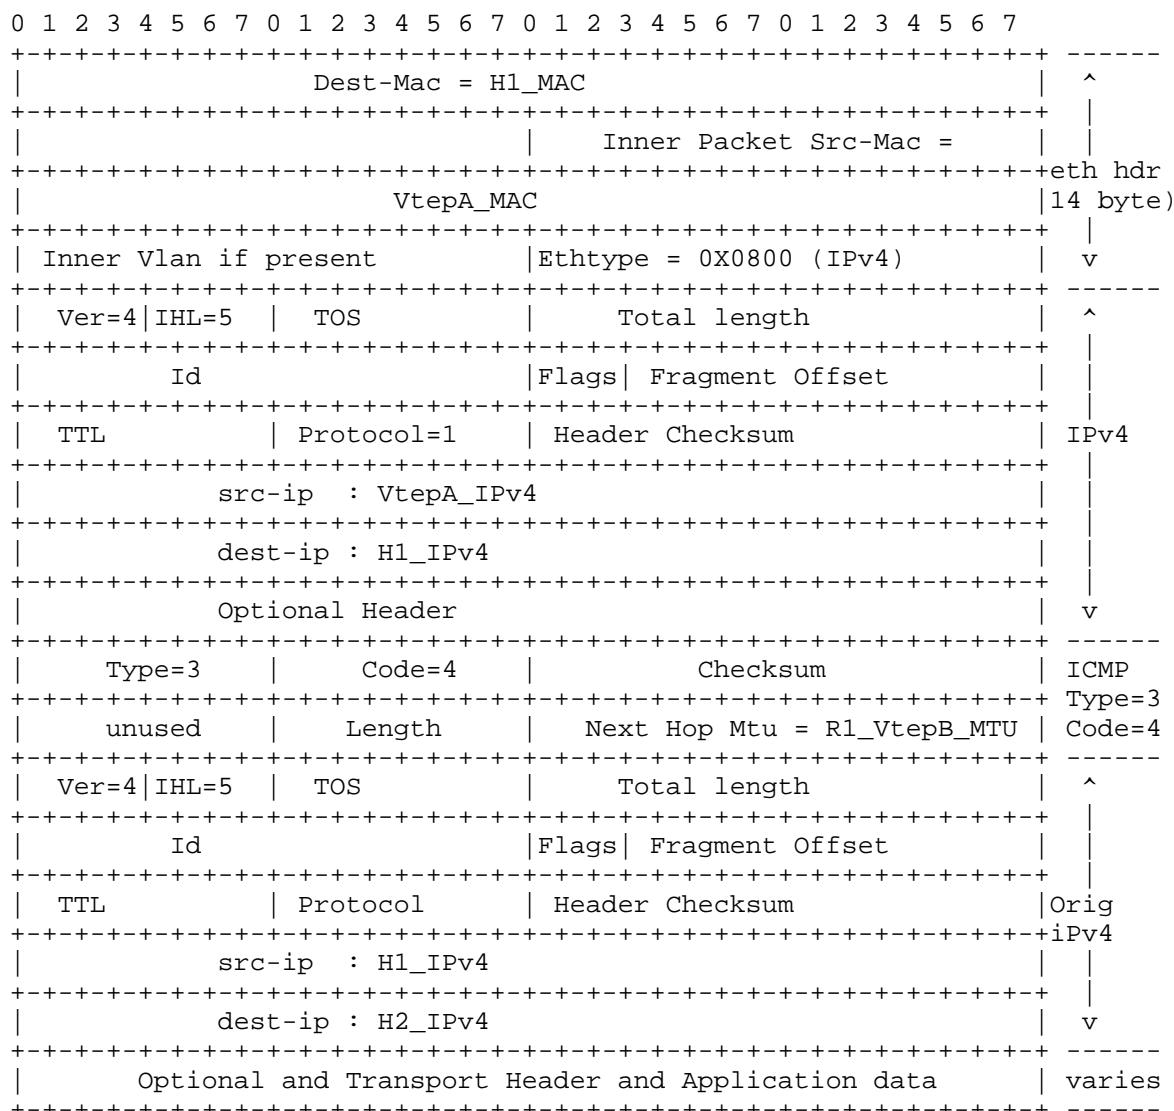 0 1 2 3 4 5 6 7 0 1 2 3 4 5 6 7 0 1 2 3 4 5 6 7 0 1 2 3 4 5 6 7
+-+-+-+-+-+-+-+-+-+-+-+-+-+-+-+-+-+-+-+-+-+-+-+-+-+-+-+-+-+-+-+-+ ------
|                  Dest-Mac = H1_MAC                            |  ^
+-+-+-+-+-+-+-+-+-+-+-+-+-+-+-+-+-+-+-+-+-+-+-+-+-+-+-+-+-+-+-+-+  |
|                               |    Inner Packet Src-Mac =     |  |
+-+-+-+-+-+-+-+-+-+-+-+-+-+-+-+-+-+-+-+-+-+-+-+-+-+-+-+-+-+-+-+-+eth hdr
|                       VtepA_MAC                               |14 byte)
+-+-+-+-+-+-+-+-+-+-+-+-+-+-+-+-+-+-+-+-+-+-+-+-+-+-+-+-+-+-+-+-+  |
| Inner Vlan if present         |Ethtype = 0X0800 (IPv4)        |  v
+-+-+-+-+-+-+-+-+-+-+-+-+-+-+-+-+-+-+-+-+-+-+-+-+-+-+-+-+-+-+-+-+ ------
|  Ver=4|IHL=5  |  TOS          |     Total length              |  ^
+-+-+-+-+-+-+-+-+-+-+-+-+-+-+-+-+-+-+-+-+-+-+-+-+-+-+-+-+-+-+-+-+  |
|         Id                    |Flags| Fragment Offset         |  |
+-+-+-+-+-+-+-+-+-+-+-+-+-+-+-+-+-+-+-+-+-+-+-+-+-+-+-+-+-+-+-+-+  |
|  TTL          | Protocol=1    | Header Checksum               | IPv4
+-+-+-+-+-+-+-+-+-+-+-+-+-+-+-+-+-+-+-+-+-+-+-+-+-+-+-+-+-+-+-+-+  |
|            src-ip  : VtepA_IPv4                               |  |
+-+-+-+-+-+-+-+-+-+-+-+-+-+-+-+-+-+-+-+-+-+-+-+-+-+-+-+-+-+-+-+-+  |
|            dest-ip : H1_IPv4                                  |  |
+-+-+-+-+-+-+-+-+-+-+-+-+-+-+-+-+-+-+-+-+-+-+-+-+-+-+-+-+-+-+-+-+  |
|            Optional Header                                    |  v
+-+-+-+-+-+-+-+-+-+-+-+-+-+-+-+-+-+-+-+-+-+-+-+-+-+-+-+-+-+-+-+-+ ------
|     Type=3    |     Code=4    |          Checksum             | ICMP
+-+-+-+-+-+-+-+-+-+-+-+-+-+-+-+-+-+-+-+-+-+-+-+-+-+-+-+-+-+-+-+-+ Type=3
|     unused    |    Length     |   Next Hop Mtu = R1_VtepB_MTU | Code=4
+-+-+-+-+-+-+-+-+-+-+-+-+-+-+-+-+-+-+-+-+-+-+-+-+-+-+-+-+-+-+-+-+ ------
|  Ver=4|IHL=5  |  TOS          |     Total length              |  ^
+-+-+-+-+-+-+-+-+-+-+-+-+-+-+-+-+-+-+-+-+-+-+-+-+-+-+-+-+-+-+-+-+  |
|         Id                    |Flags| Fragment Offset         |  |
+-+-+-+-+-+-+-+-+-+-+-+-+-+-+-+-+-+-+-+-+-+-+-+-+-+-+-+-+-+-+-+-+  |
|  TTL          | Protocol      | Header Checksum               |Orig
+-+-+-+-+-+-+-+-+-+-+-+-+-+-+-+-+-+-+-+-+-+-+-+-+-+-+-+-+-+-+-+-+iPv4
|            src-ip  : H1_IPv4                                  |  |
+-+-+-+-+-+-+-+-+-+-+-+-+-+-+-+-+-+-+-+-+-+-+-+-+-+-+-+-+-+-+-+-+  |
|            dest-ip : H2_IPv4                                  |  v
+-+-+-+-+-+-+-+-+-+-+-+-+-+-+-+-+-+-+-+-+-+-+-+-+-+-+-+-+-+-+-+-+ ------
|       Optional and Transport Header and Application data      | varies
+-+-+-+-+-+-+-+-+-+-+-+-+-+-+-+-+-+-+-+-+-+-+-+-+-+-+-+-+-+-+-+-+ ------